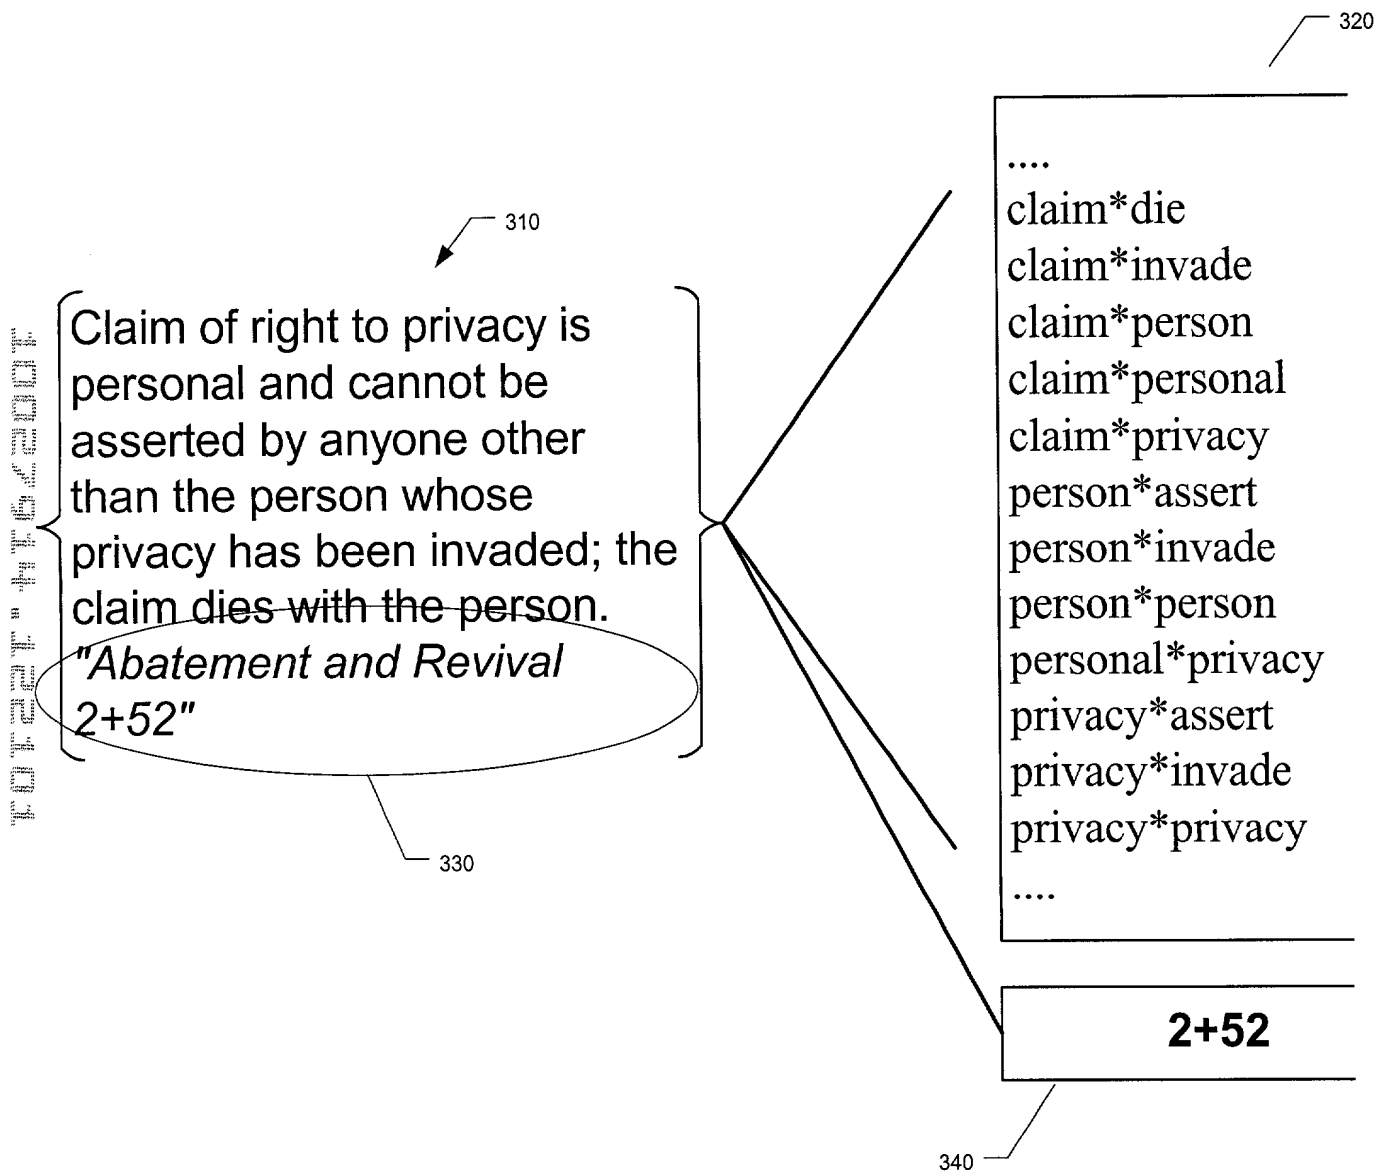 320
....
claim*die
claim*invade
claim*person
claim*personal
claim*privacy
person*assert
person*invade
person*person
personal*privacy
privacy*assert
privacy*invade
privacy*privacy
....
310
Claim of right to privacy is
personal and cannot be
asserted by anyone other
than the person whose
privacy has been invaded; the
claim dies with the person.
"Abatement and Revival
2+52"
330
2+52
340
10027914.122101